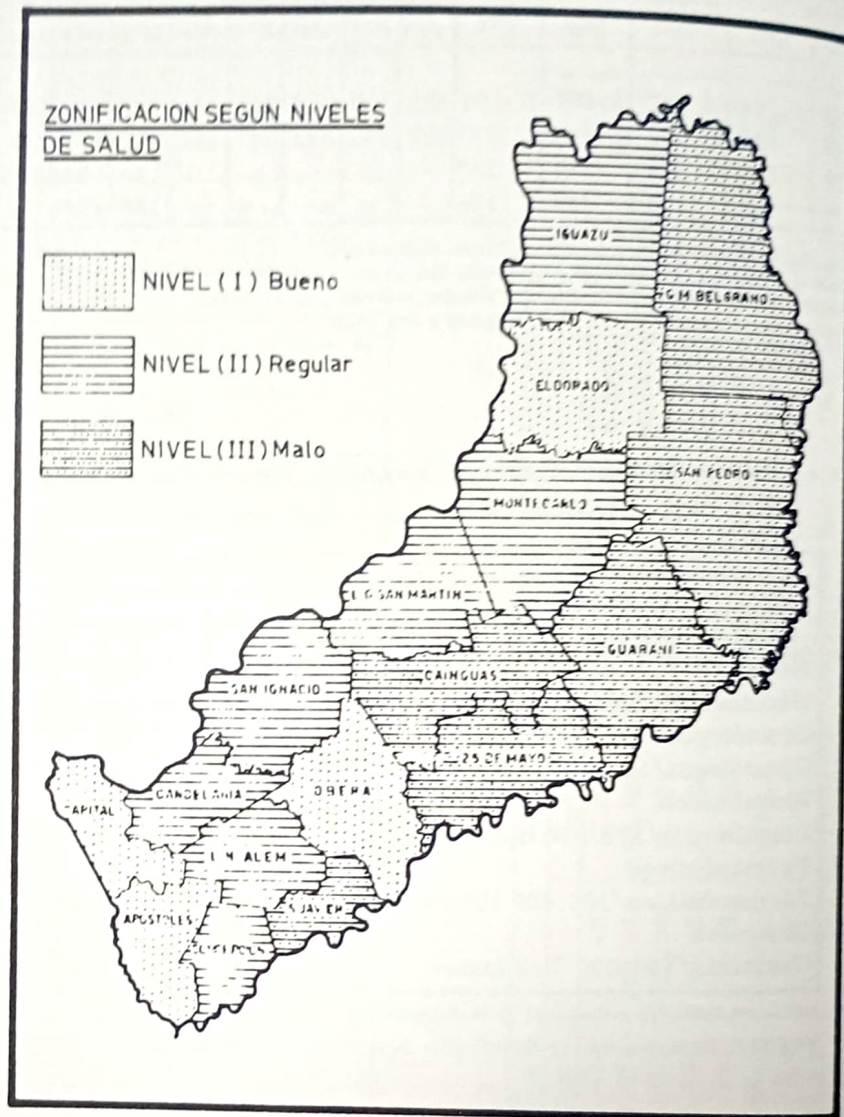 ZONIFICACION SEGUN NIVELES
DE SALUD
NIVEL (I) Bueno
NIVEL (II) Regular
NIVEL (III) Malo
IGUAZU
G M BELGRANO
ELDORADO
SAN PEDRO
MONTECARLO
L G SAN MARTIN
GUARANI
CAINGUAS
SAN IGNACIO
25 DE MAYO
CANDELARIA
OBERA
CAPITAL
L N ALEM
S JAVIER
APOSTOLES
CONCEPCION